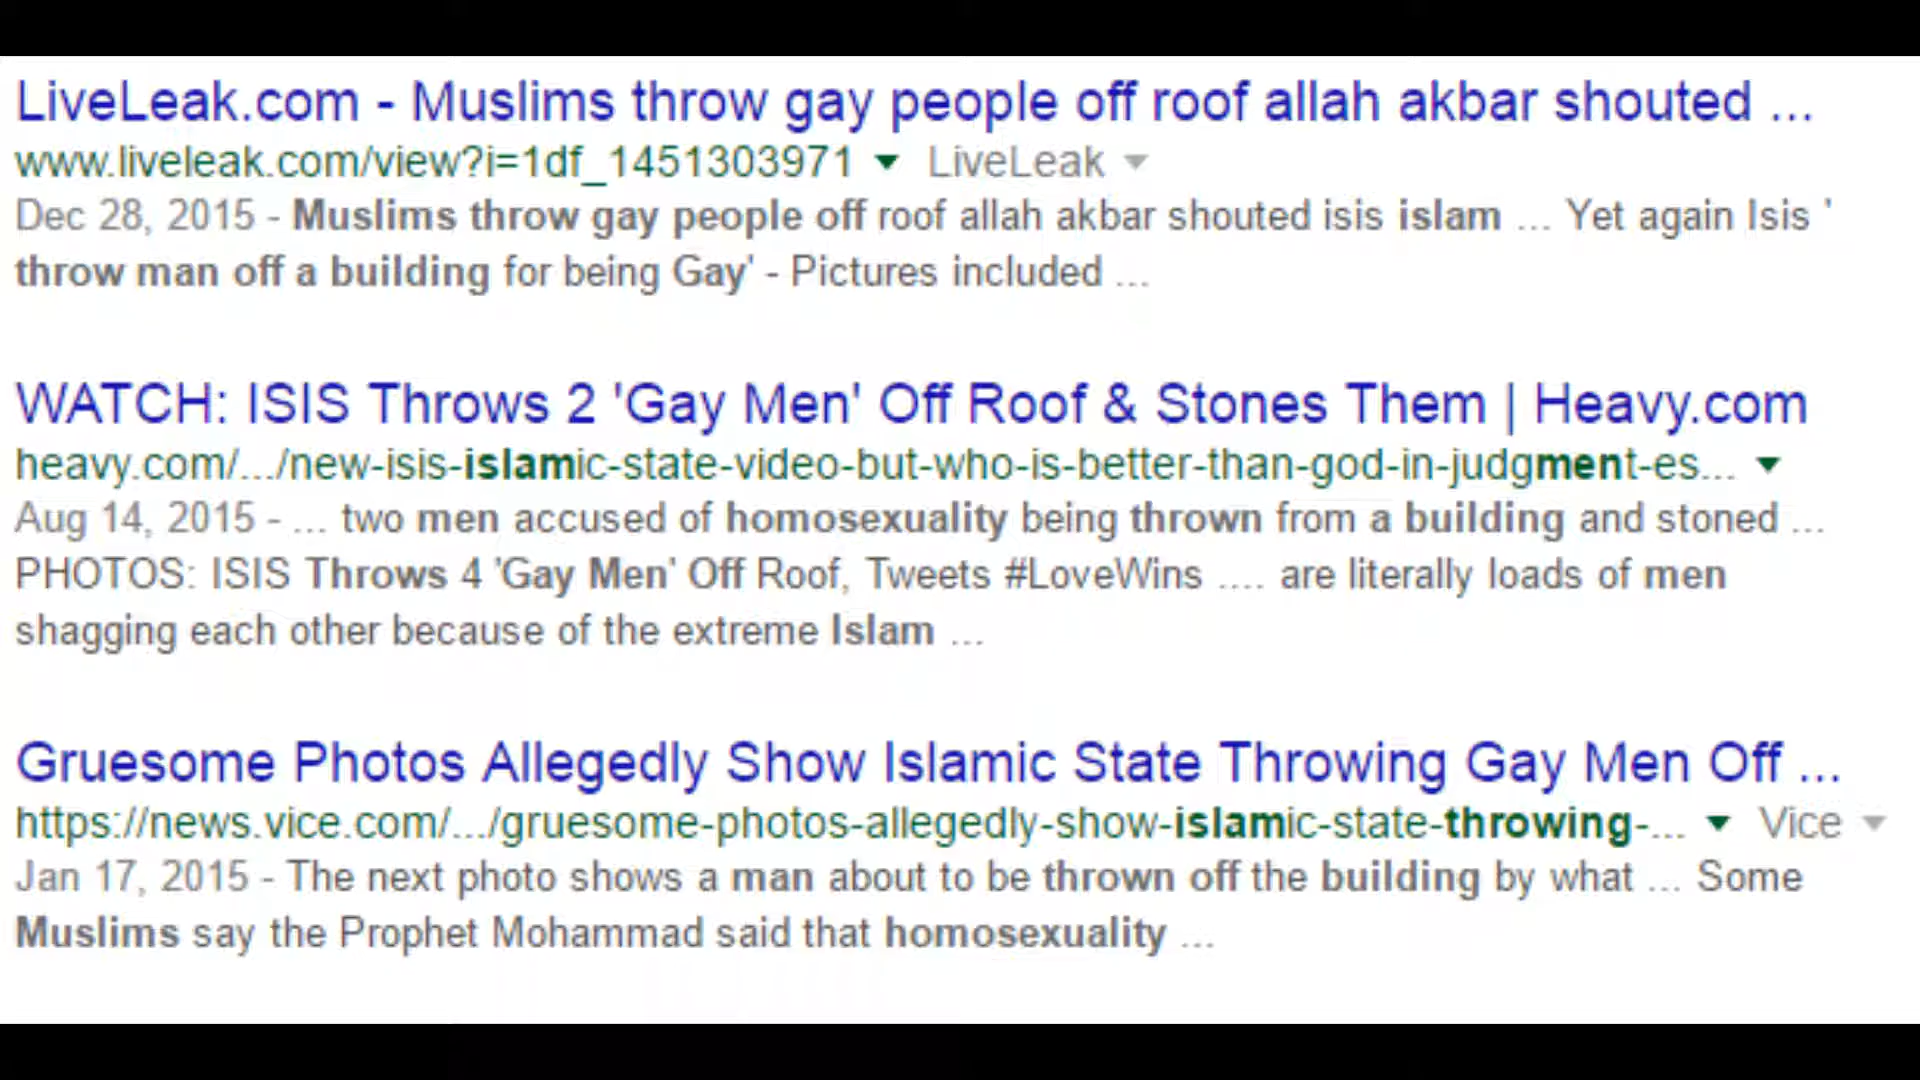 LiveLeak.com - Muslims throw gay people off roof allah akbar shouted ...
www.liveleak.com/view?i=1df_1451303971 LiveLeak
Dec 28, 2015 - Muslims throw gay people off roof allah akbar shouted isis islam ... Yet again Isis '
throw man off a building for being Gay' - Pictures included ...
WATCH: ISIS Throws 2 'Gay Men' Off Roof & Stones Them | Heavy.com
heavy.com/.../new-isis-islamic-state-video-but-who-is-better-than-god-in-judgment-es...
Aug 14, 2015 - ... two men accused of homosexuality being thrown from a building and stoned ...
PHOTOS: ISIS Throws 4 'Gay Men' Off Roof, Tweets #LoveWins .... are literally loads of men
shagging each other because of the extreme Islam ...
Gruesome Photos Allegedly Show Islamic State Throwing Gay Men Off ...
https://news.vice.com/.../gruesome-photos-allegedly-show-islamic-state-throwing-... Vice
Jan 17, 2015 - The next photo shows a man about to be thrown off the building by what ... Some
Muslims say the Prophet Mohammad said that homosexuality ...